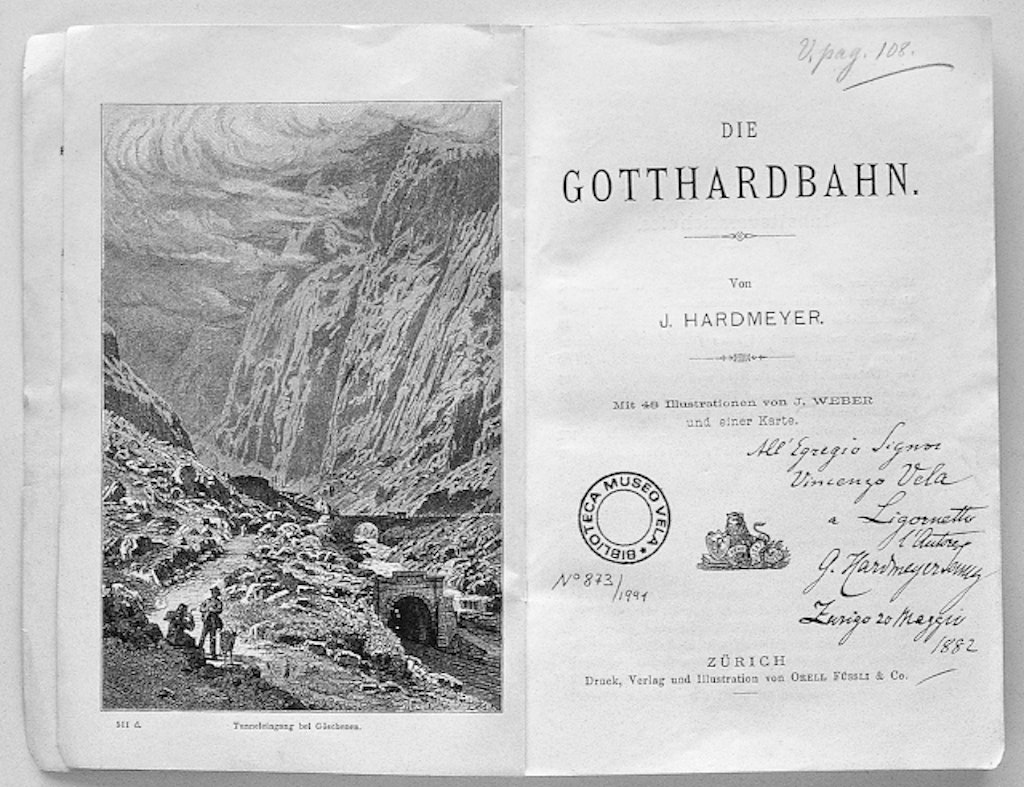 511 d.
Tunneleingang bei Göschenen.
V. pag. 108.
DIE
GOTTHARDBAHN.
Von
J. HARDMEYER.
Mit 48 Illustrationen von J. WEBER
und einer Karte.
All'Egregio Signor
Vincenzo Vela
a Ligornetto
l'Autore
G. Hardmeyer
Zurigo 20 Maggio
1882
BIBLIOTECA MUSEO VELA
N° 873/1991
ZÜRICH
Druck, Verlag und Illustration von ORELL FÜSSLI & Co.